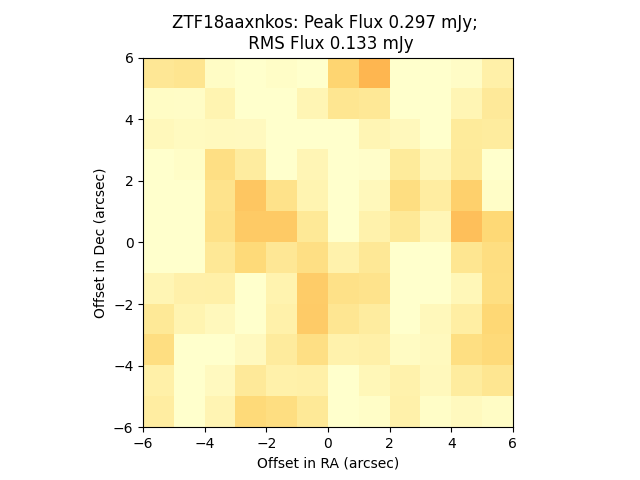 ZTF18aaxnkos: Peak Flux 0.297 mJy;
RMS Flux 0.133 mJy
6
4
2
0
−2
−4
−6
Offset in Dec (arcsec)
−6 −4 −2 0 2 4 6
Offset in RA (arcsec)